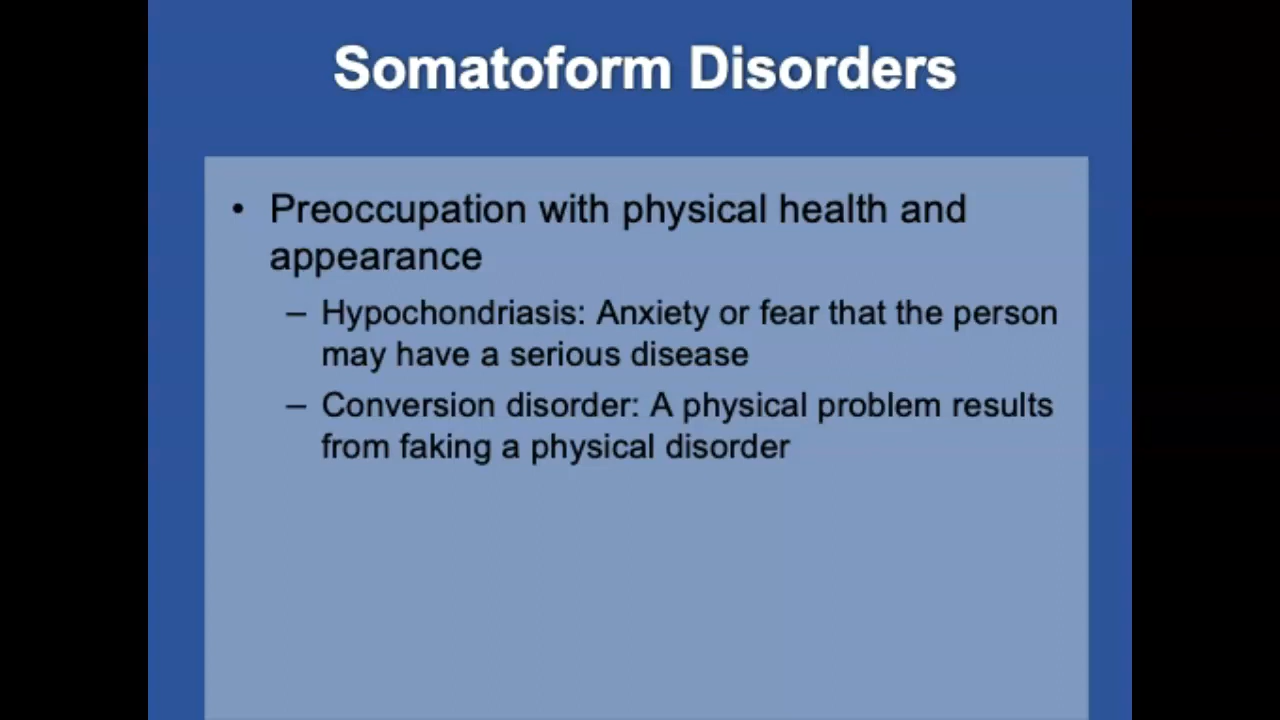 Somatoform Disorders
• Preoccupation with physical health and
appearance
– Hypochondriasis: Anxiety or fear that the person
may have a serious disease
– Conversion disorder: A physical problem results
from faking a physical disorder